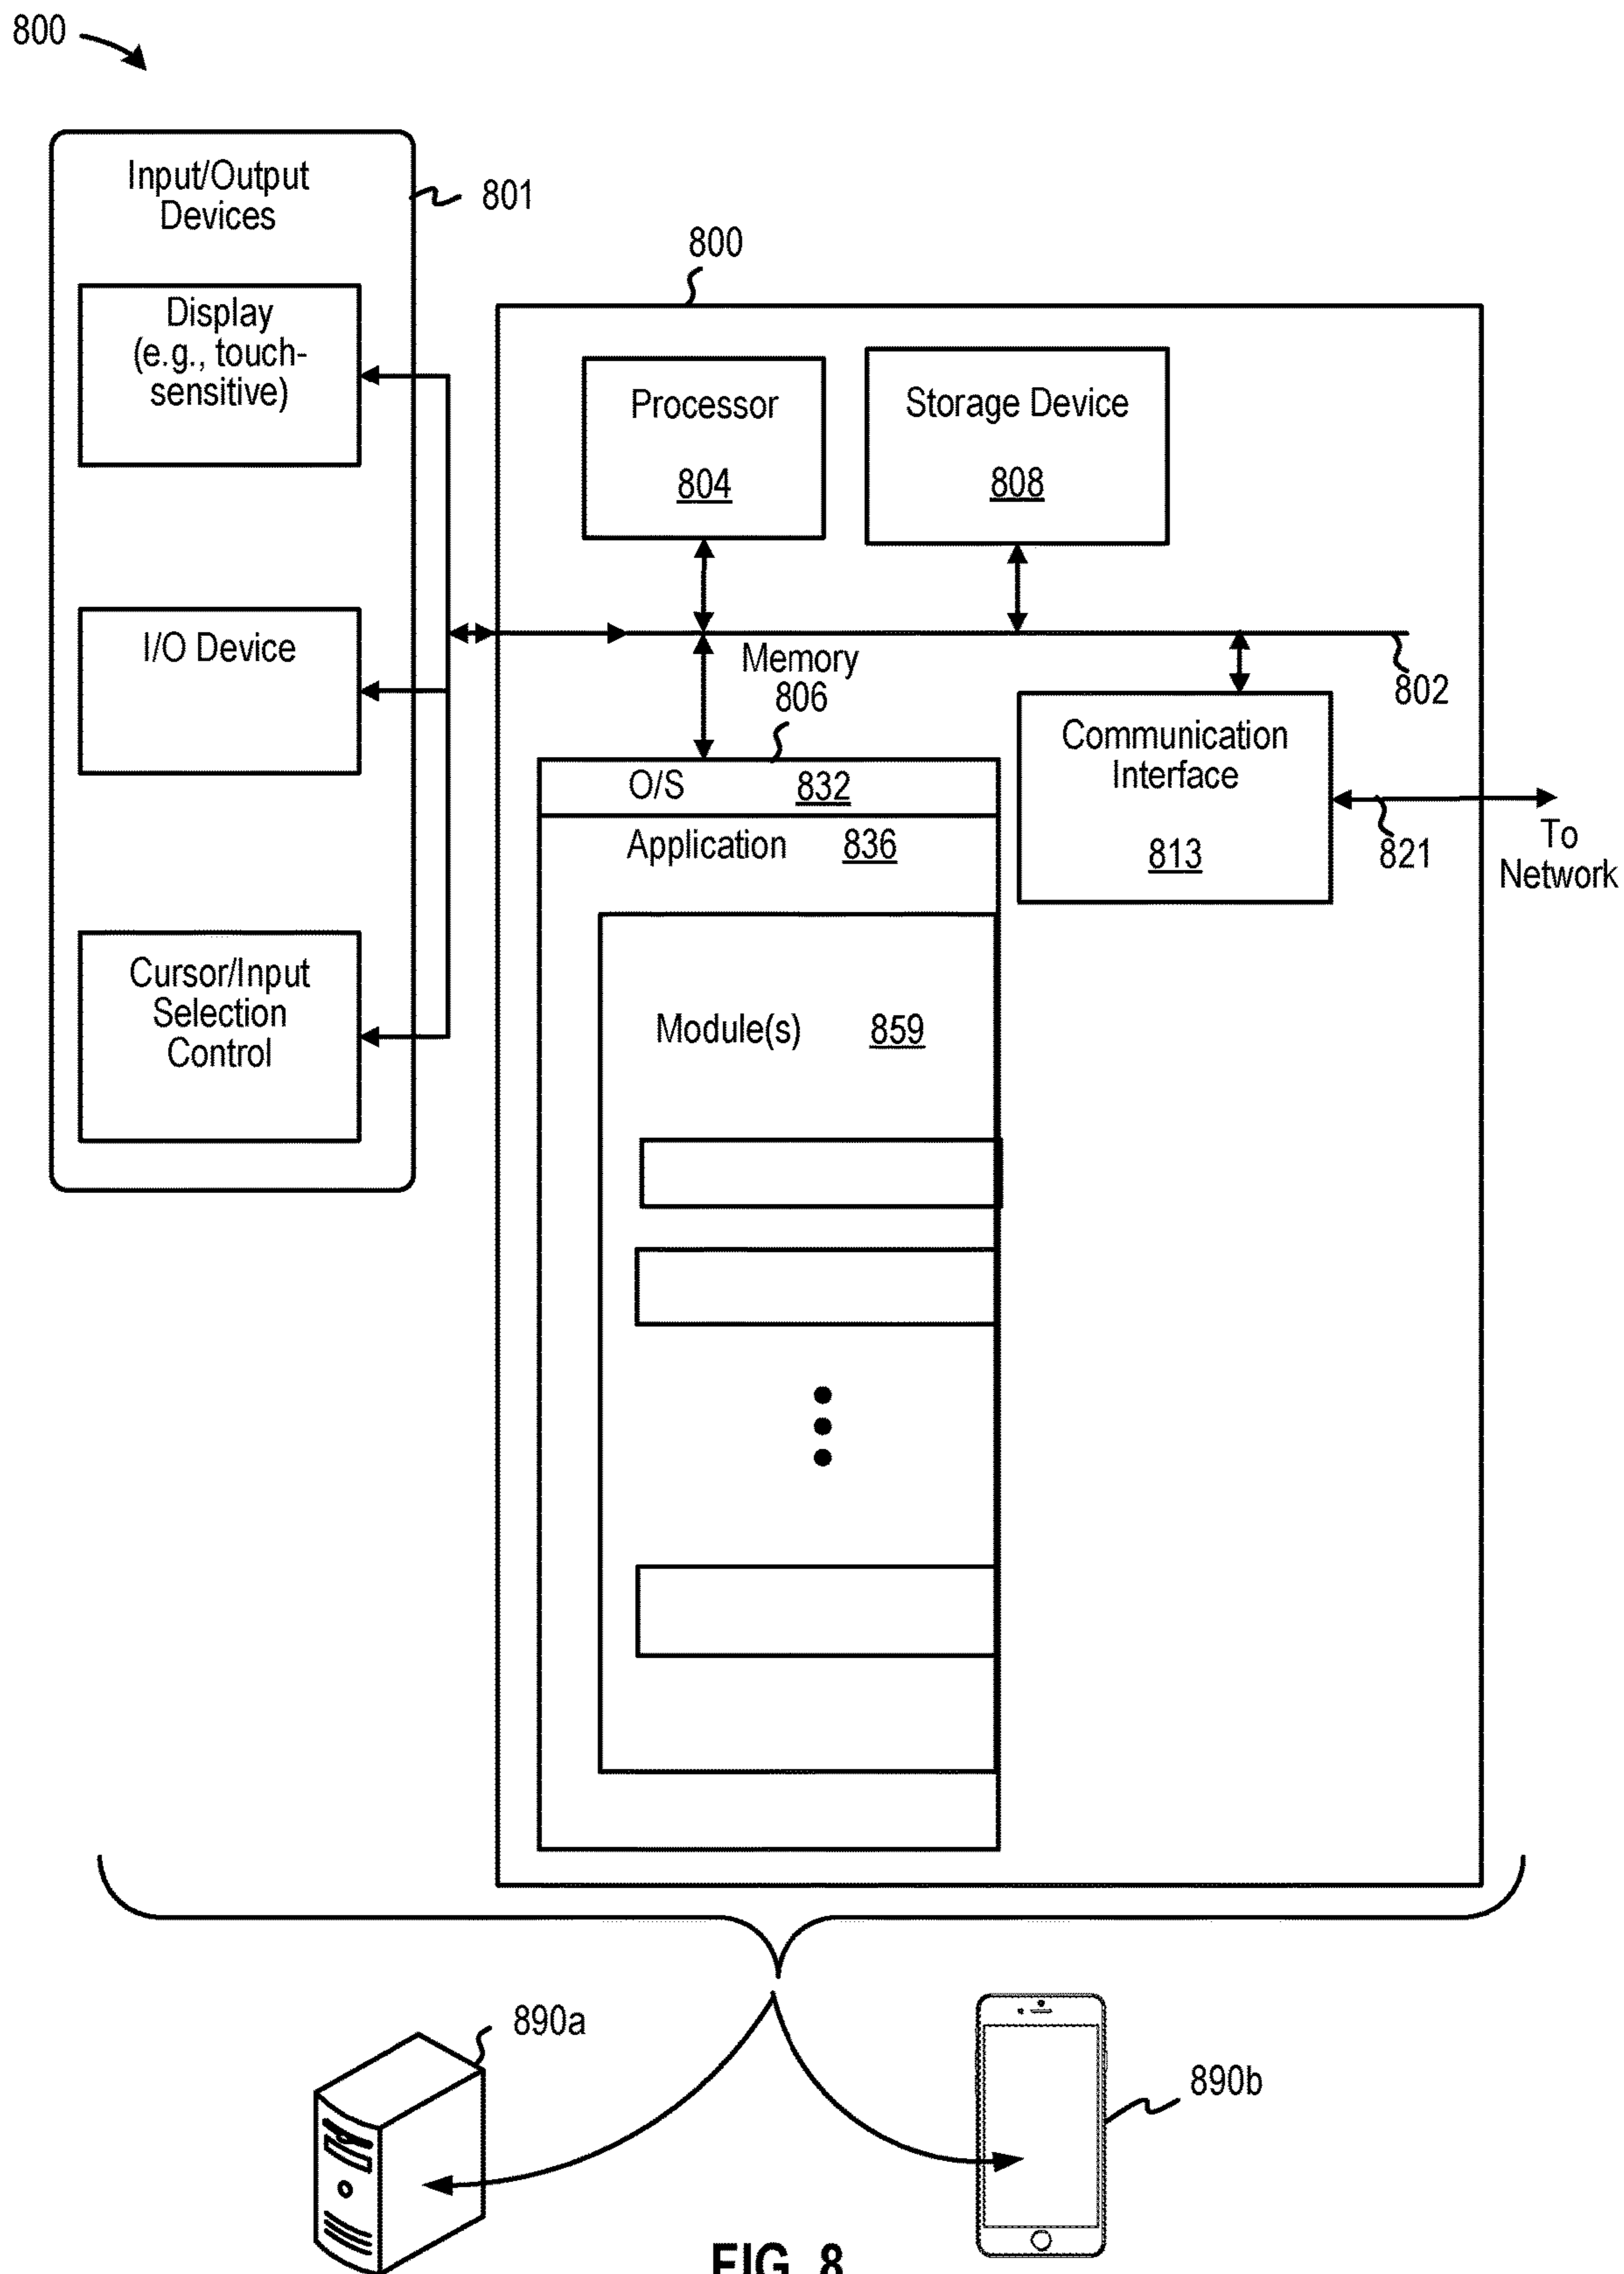 800
Input/Output
Devices
801
Display
(e.g., touch-
sensitive)
I/O Device
Cursor/Input
Selection
Control
800
Processor
804
Storage Device
808
802
Memory
806
O/S 832
Application 836
Module(s) 859
Communication
Interface
813
821
To
Network
890a
890b
FIG. 8